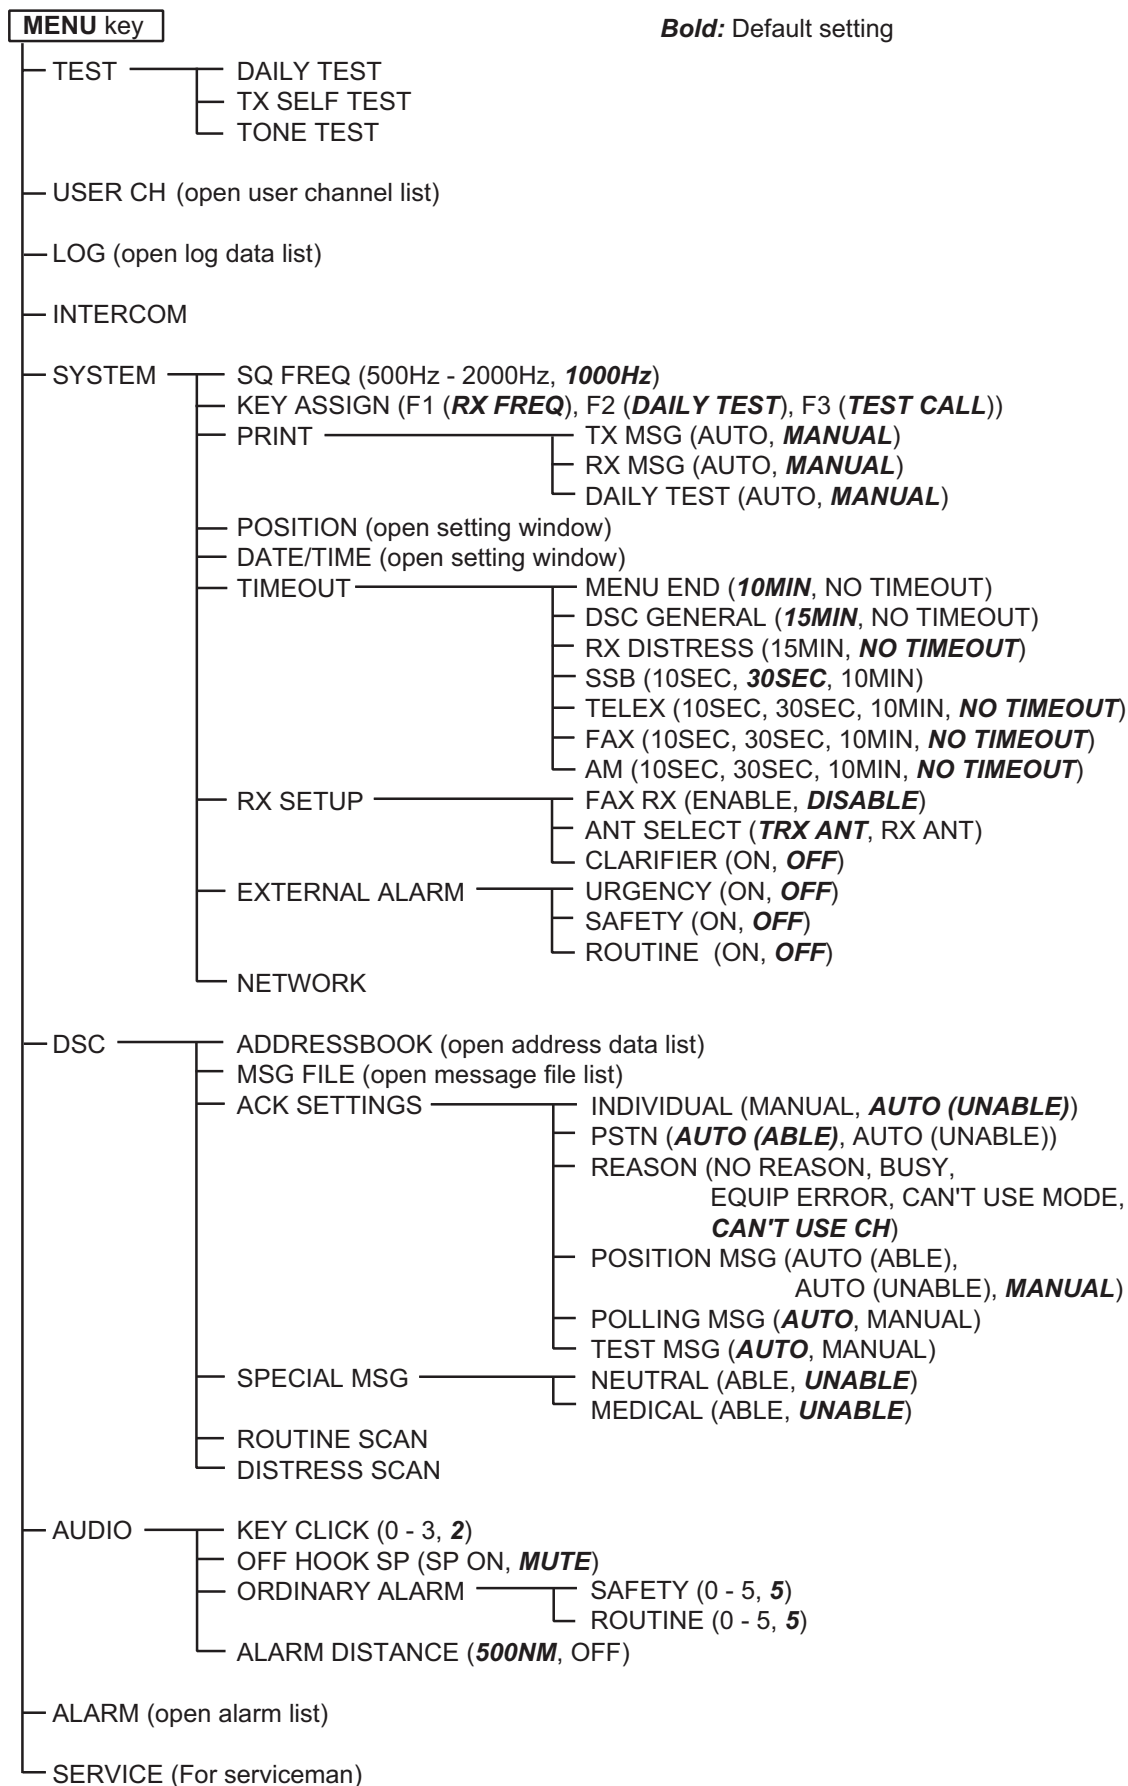 MENU key
Bold: Default setting
TEST
DAILY TEST
TX SELF TEST
TONE TEST
USER CH (open user channel list)
LOG (open log data list)
INTERCOM
SYSTEM
SQ FREQ (500Hz - 2000Hz, 1000Hz)
KEY ASSIGN (F1 (RX FREQ), F2 (DAILY TEST), F3 (TEST CALL))
PRINT
TX MSG (AUTO, MANUAL)
RX MSG (AUTO, MANUAL)
DAILY TEST (AUTO, MANUAL)
POSITION (open setting window)
DATE/TIME (open setting window)
TIMEOUT
MENU END (10MIN, NO TIMEOUT)
DSC GENERAL (15MIN, NO TIMEOUT)
RX DISTRESS (15MIN, NO TIMEOUT)
SSB (10SEC, 30SEC, 10MIN)
TELEX (10SEC, 30SEC, 10MIN, NO TIMEOUT)
FAX (10SEC, 30SEC, 10MIN, NO TIMEOUT)
AM (10SEC, 30SEC, 10MIN, NO TIMEOUT)
RX SETUP
FAX RX (ENABLE, DISABLE)
ANT SELECT (TRX ANT, RX ANT)
CLARIFIER (ON, OFF)
EXTERNAL ALARM
URGENCY (ON, OFF)
SAFETY (ON, OFF)
ROUTINE (ON, OFF)
NETWORK
DSC
ADDRESSBOOK (open address data list)
MSG FILE (open message file list)
ACK SETTINGS
INDIVIDUAL (MANUAL, AUTO (UNABLE))
PSTN (AUTO (ABLE), AUTO (UNABLE))
REASON (NO REASON, BUSY,
EQUIP ERROR, CAN'T USE MODE,
CAN'T USE CH)
POSITION MSG (AUTO (ABLE),
AUTO (UNABLE), MANUAL)
POLLING MSG (AUTO, MANUAL)
TEST MSG (AUTO, MANUAL)
SPECIAL MSG
NEUTRAL (ABLE, UNABLE)
MEDICAL (ABLE, UNABLE)
ROUTINE SCAN
DISTRESS SCAN
AUDIO
KEY CLICK (0 - 3, 2)
OFF HOOK SP (SP ON, MUTE)
ORDINARY ALARM
SAFETY (0 - 5, 5)
ROUTINE (0 - 5, 5)
ALARM DISTANCE (500NM, OFF)
ALARM (open alarm list)
SERVICE (For serviceman)